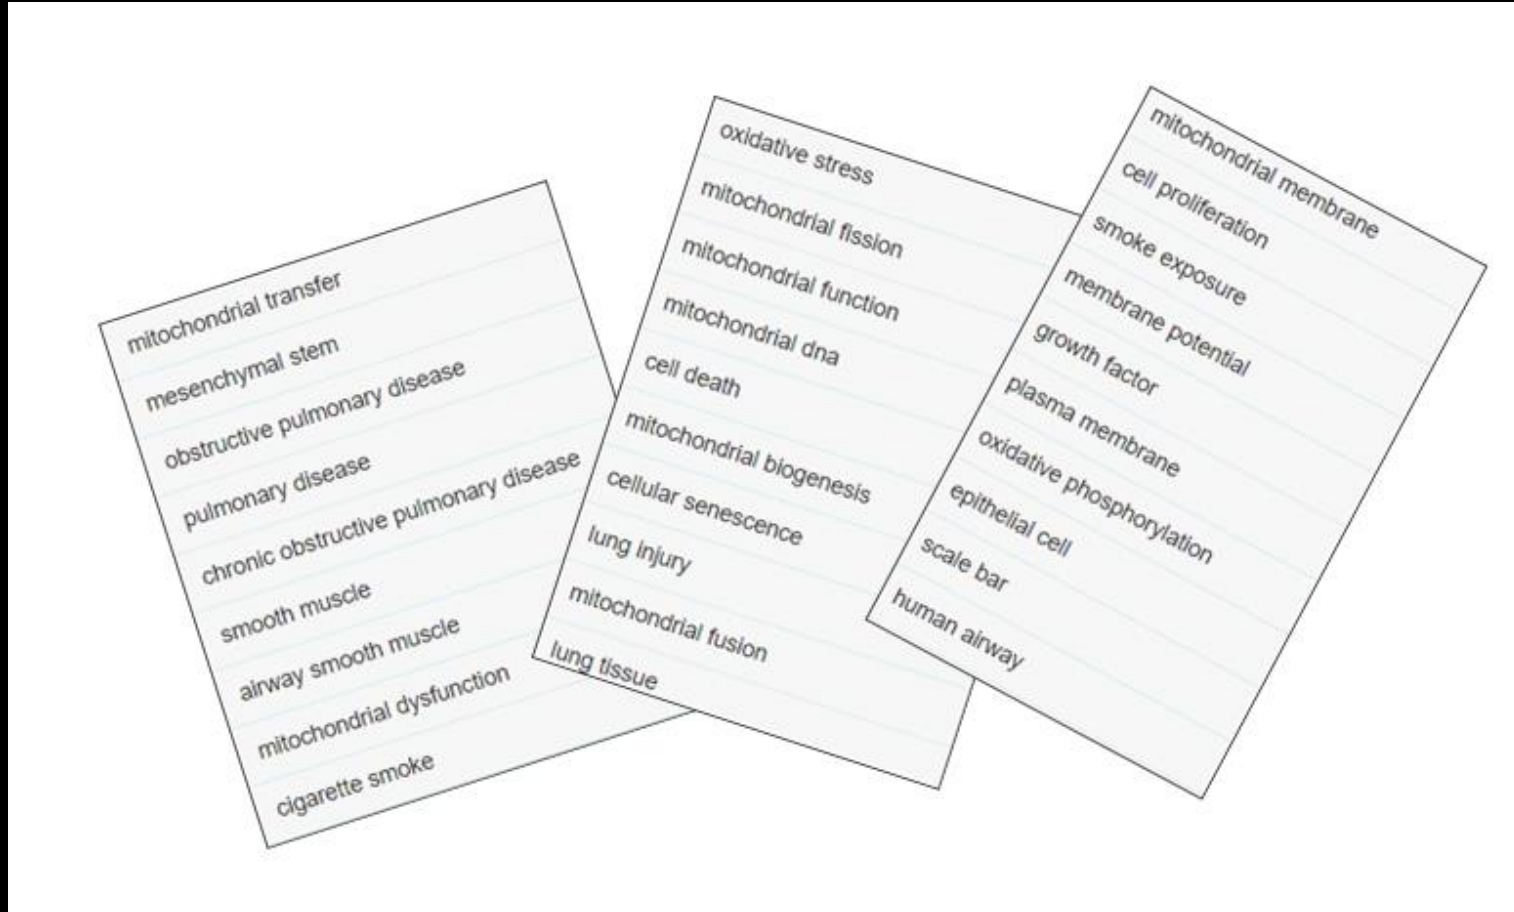 mitochondrial transfer
mesenchymal stem
obstructive pulmonary disease
pulmonary disease
chronic obstructive pulmonary disease
smooth muscle
airway smooth muscle
mitochondrial dysfunction
cigarette smoke
oxidative stress
mitochondrial fission
mitochondrial function
mitochondrial dna
cell death
mitochondrial biogenesis
cellular senescence
lung injury
mitochondrial fusion
lung tissue
mitochondrial membrane
cell proliferation
smoke exposure
membrane potential
growth factor
plasma membrane
oxidative phosphorylation
epithelial cell
scale bar
human airway